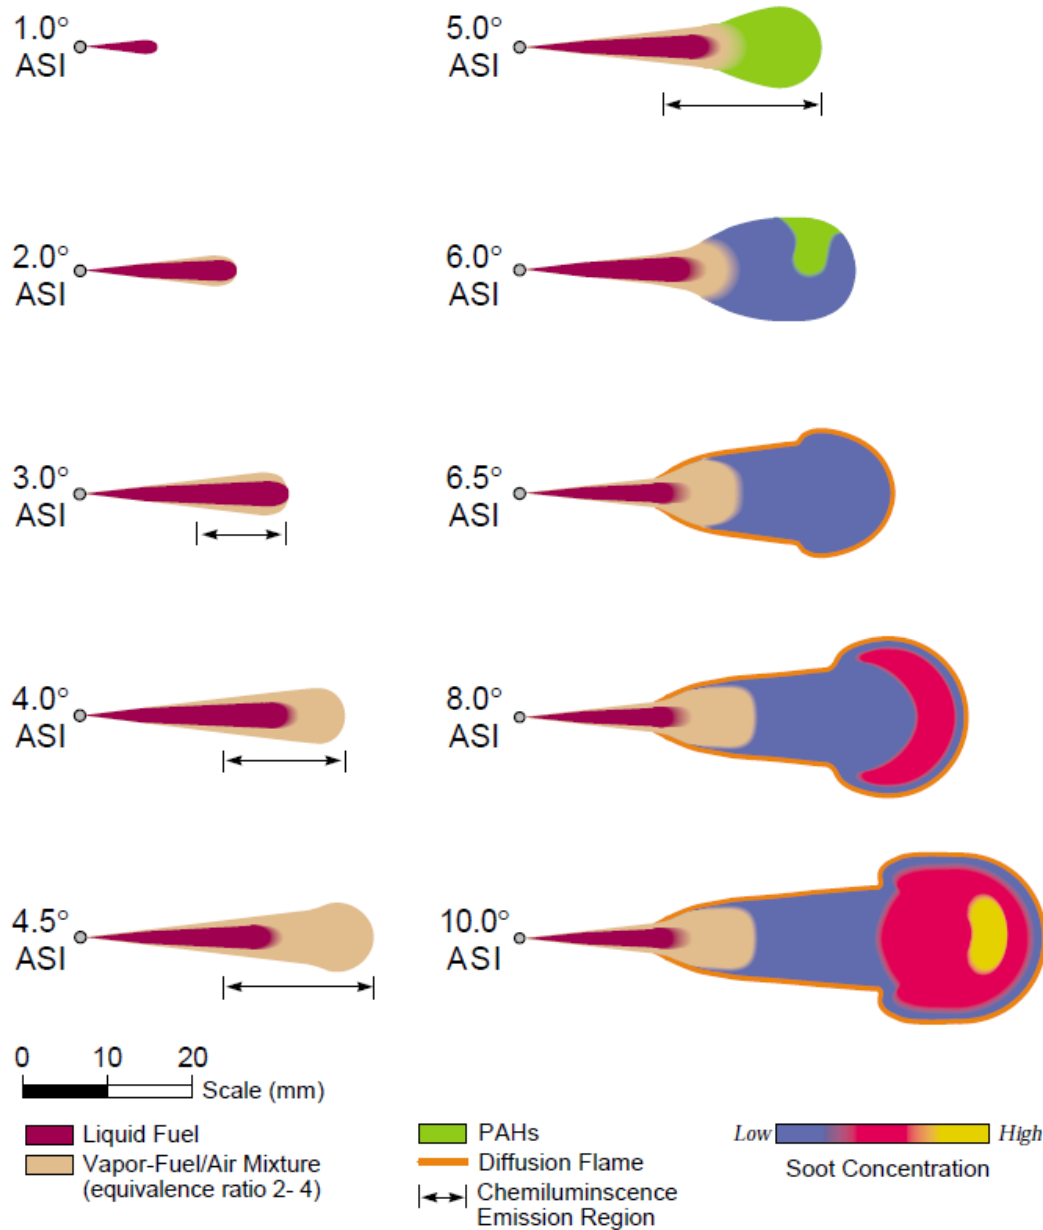 1.0°
ASI
5.0°
ASI
2.0°
ASI
6.0°
ASI
3.0°
ASI
6.5°
ASI
4.0°
ASI
8.0°
ASI
4.5°
ASI
10.0°
ASI
0 10 20
Scale (mm)
Liquid Fuel
Vapor-Fuel/Air Mixture
(equivalence ratio 2- 4)
PAHs
Diffusion Flame
Chemiluminscence
Emission Region
Low High
Soot Concentration